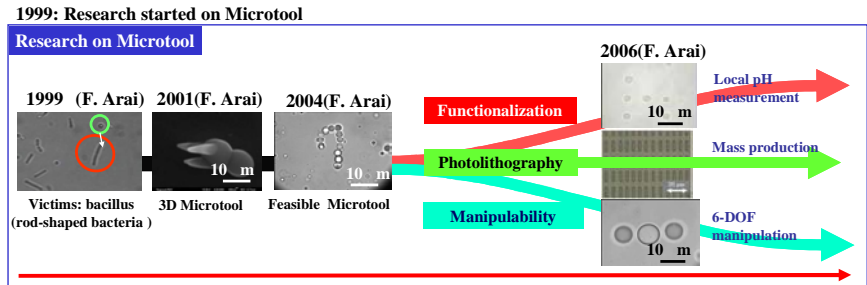 1999: Research started on Microtool
Research on Microtool
1999 (F. Arai)
2001(F. Arai)
2004(F. Arai)
2006(F. Arai)
10 m
10 m
10 m
10 m
Victims: bacillus
(rod-shaped bacteria )
3D Microtool
Feasible Microtool
Functionalization
Photolithography
Manipulability
Local pH
measurement
Mass production
6-DOF
manipulation